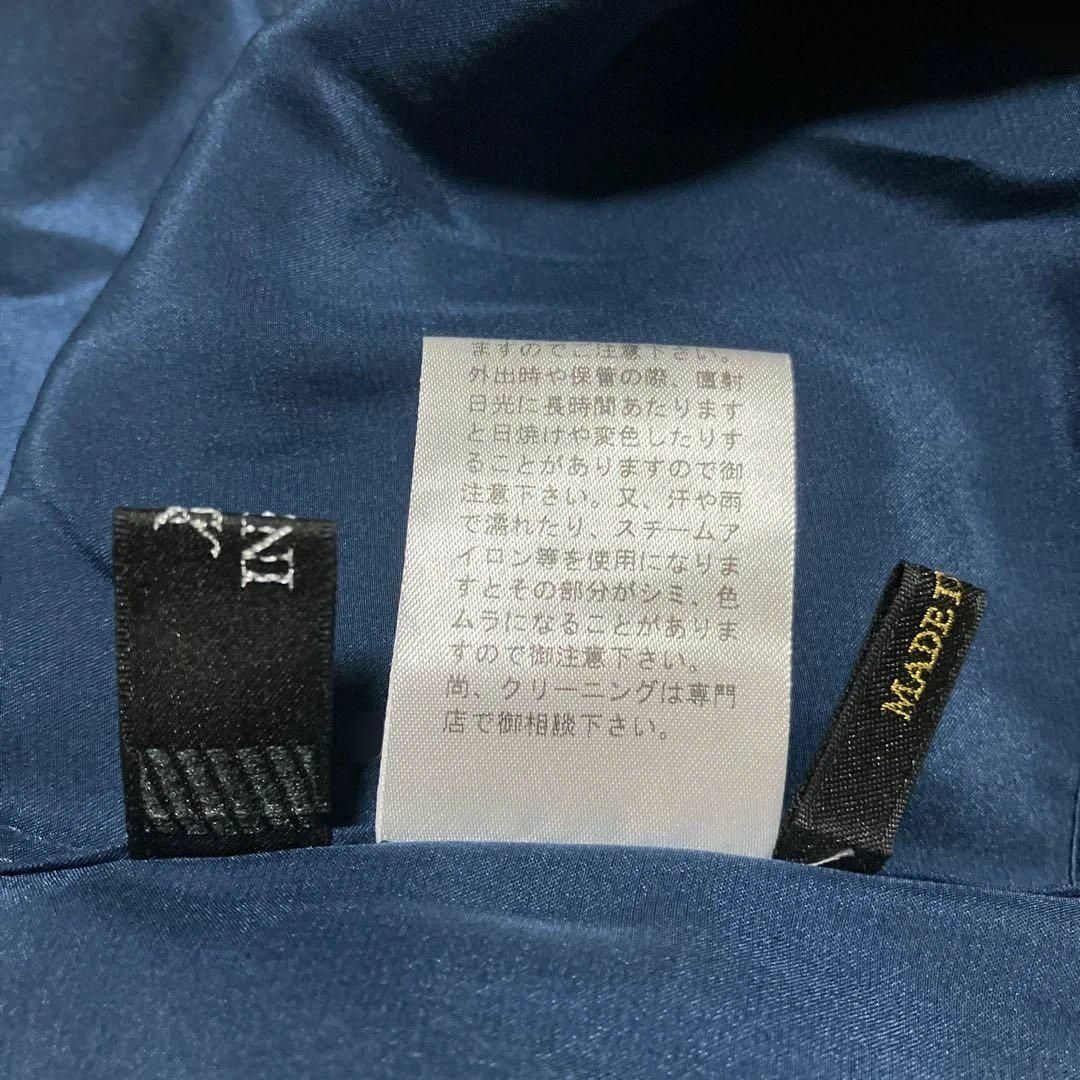 ますのでご注意下さい。
外出時や保管の際、直射
日光に長時間あたります
と日焼けや変色したりす
ることがありますので御
注意下さい。又、汗や雨
で濡れたり、スチームア
イロン等を使用になりま
すとその部分がシミ、色
ムラになることがありま
すので御注意下さい。
尚、クリーニングは専門
店で御相談下さい。
IN
MADE I